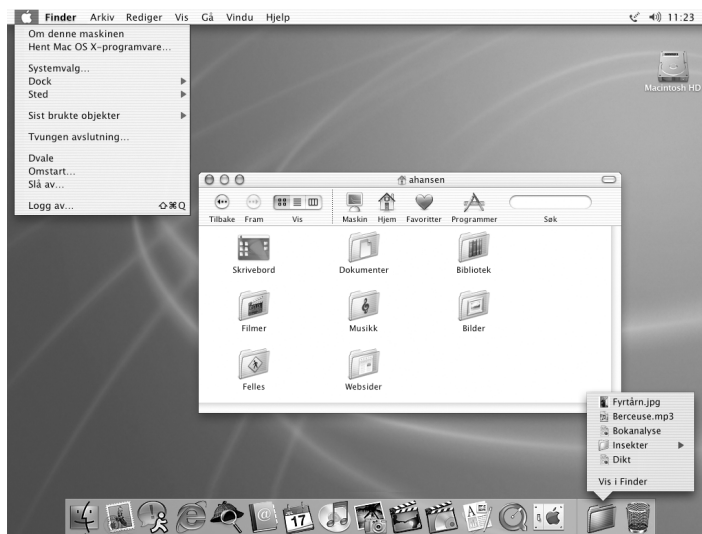 Finder Arkiv Rediger Vis Gå Vindu Hjelp 11:23
Om denne maskinen
Hent Mac OS X-programvare...
Systemvalg...
Dock
Sted
Sist brukte objekter
Tvungen avslutning...
Dvale
Omstart...
Slå av...
Logg av... ⇧⌘Q
Macintosh HD
ahansen
Tilbake Fram Vis Maskin Hjem Favoritter Programmer Søk
Skrivebord Dokumenter Bibliotek
Filmer Musikk Bilder
Felles Websider
Fyrtårn.jpg
Berceuse.mp3
Bokanalyse
Insekter
Dikt
Vis i Finder
17